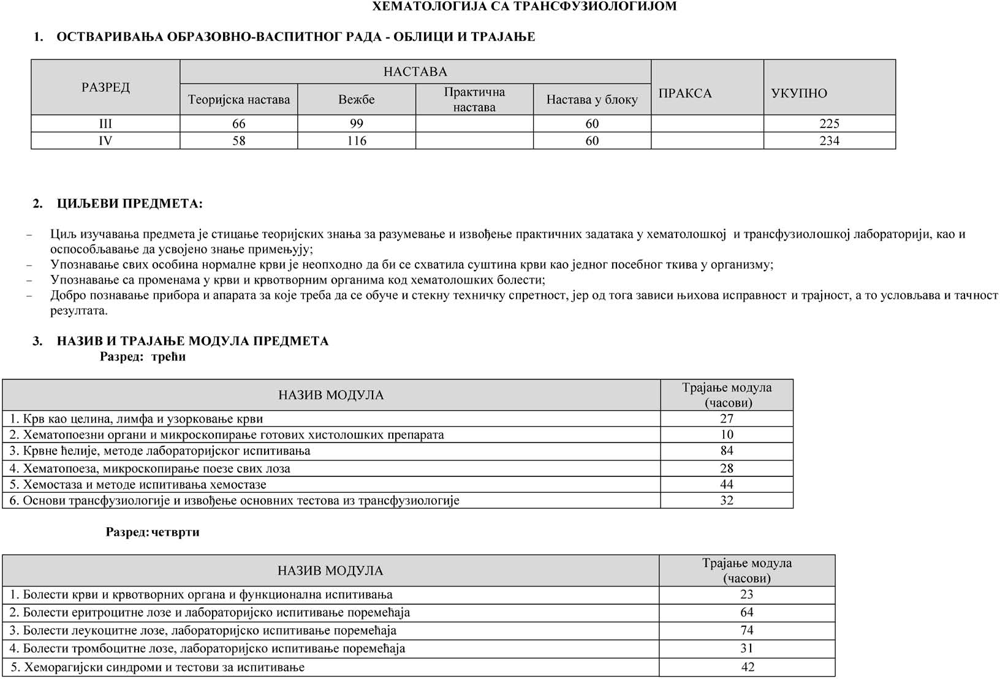 ХЕМАТОЛОГИЈА СА ТРАНСФУЗИОЛОГИЈОМ
1. ОСТВАРИВАЊА ОБРАЗОВНО-ВАСПИТНОГ РАДА - ОБЛИЦИ И ТРАЈАЊЕ
РАЗРЕД НАСТАВА ПРАКСА УКУПНО
Теоријска настава Вежбе Практична настава Настава у блоку
III 66 99 60 225
IV 58 116 60 234
2. ЦИЉЕВИ ПРЕДМЕТА:
– Циљ изучавања предмета је стицање теоријских знања за разумевање и извођење практичних задатака у хематолошкој и трансфузиолошкој лабораторији, као и
оспособљавање да усвојено знање примењују;
– Упознавање свих особина нормалне крви је неопходно да би се схватила суштина крви као једног посебног ткива у организму;
– Упознавање са променама у крви и крвотворним органима код хематолошких болести;
– Добро познавање прибора и апарата за које треба да се обуче и стекну техничку спретност, јер од тога зависи њихова исправност и трајност, а то условљава и тачност
резултата.
3. НАЗИВ И ТРАЈАЊЕ МОДУЛА ПРЕДМЕТА
Разред: трећи
НАЗИВ МОДУЛА Трајање модула (часови)
1. Крв као целина, лимфа и узорковање крви 27
2. Хематопоезни органи и микроскопирање готових хистолошких препарата 10
3. Крвне ћелије, методе лабораторијског испитивања 84
4. Хематопоеза, микроскопирање поезе свих лоза 28
5. Хемостаза и методе испитивања хемостазе 44
6. Основи трансфузиологије и извођење основних тестова из трансфузиологије 32
Разред: четврти
НАЗИВ МОДУЛА Трајање модула (часови)
1. Болести крви и крвотворних органа и функционална испитивања 23
2. Болести еритроцитне лозе и лабораторијско испитивање поремећаја 64
3. Болести леукоцитне лозе, лабораторијско испитивање поремећаја 74
4. Болести тромбоцитне лозе, лабораторијско испитивање поремећаја 31
5. Хеморагијски синдроми и тестови за испитивање 42